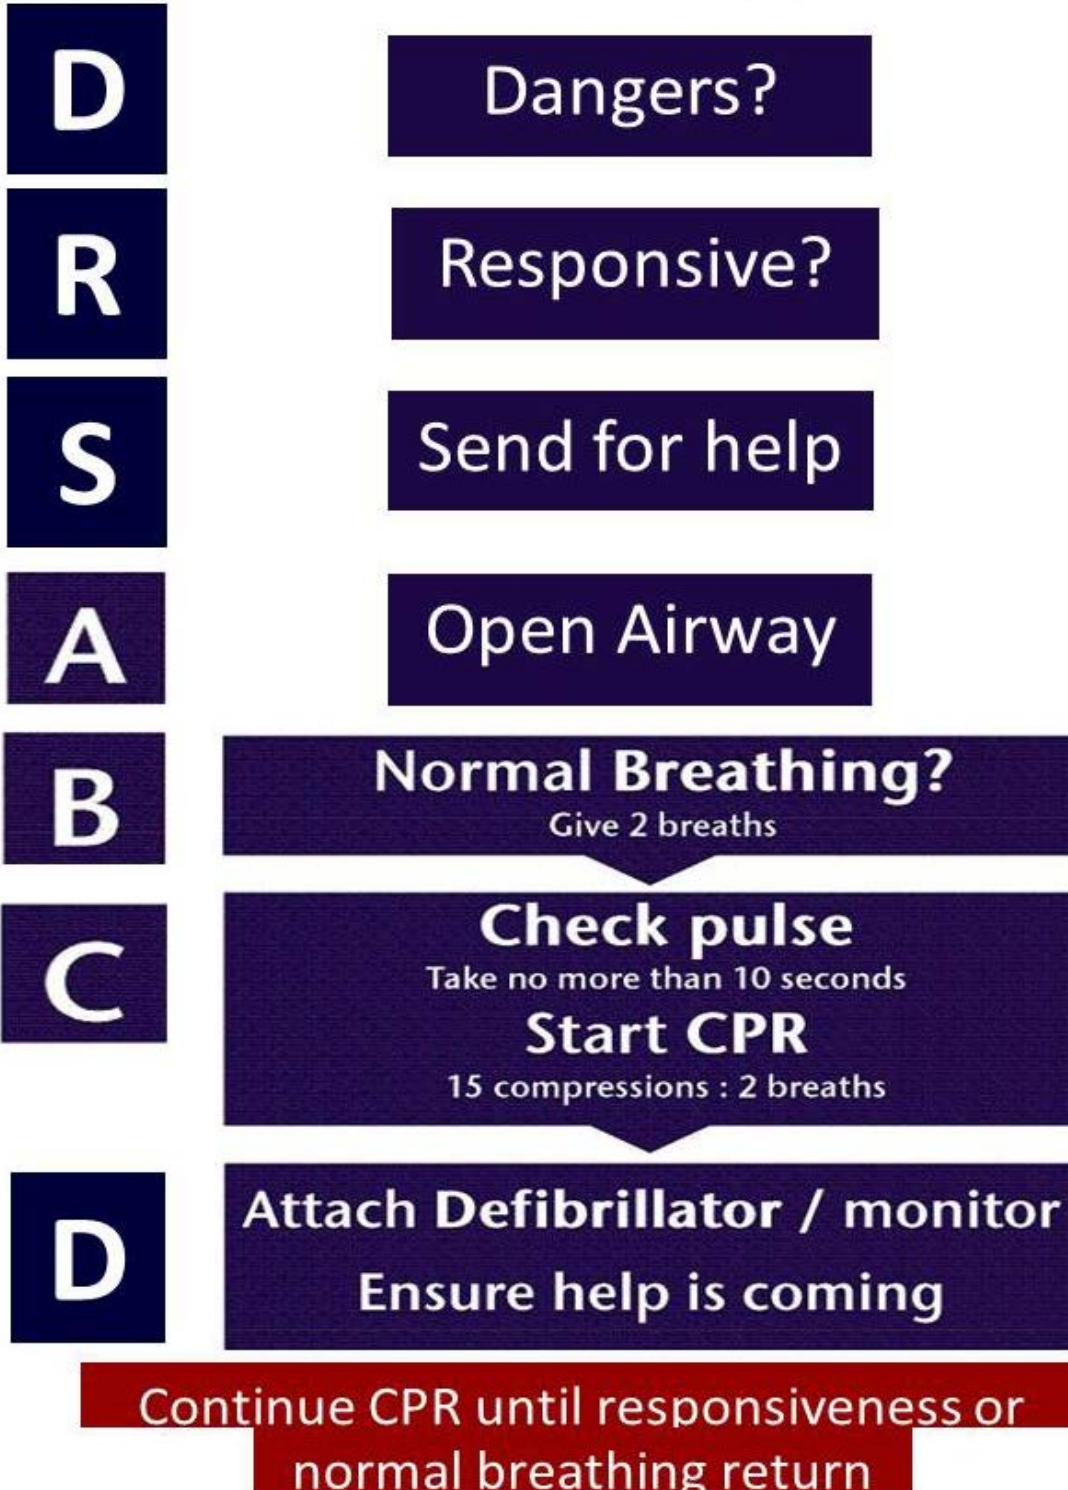 D
Dangers?
R
Responsive?
S
Send for help
A
Open Airway
B
Normal Breathing?
Give 2 breaths
C
Check pulse
Take no more than 10 seconds
Start CPR
15 compressions : 2 breaths
D
Attach Defibrillator / monitor
Ensure help is coming
Continue CPR until responsiveness or
normal breathing return